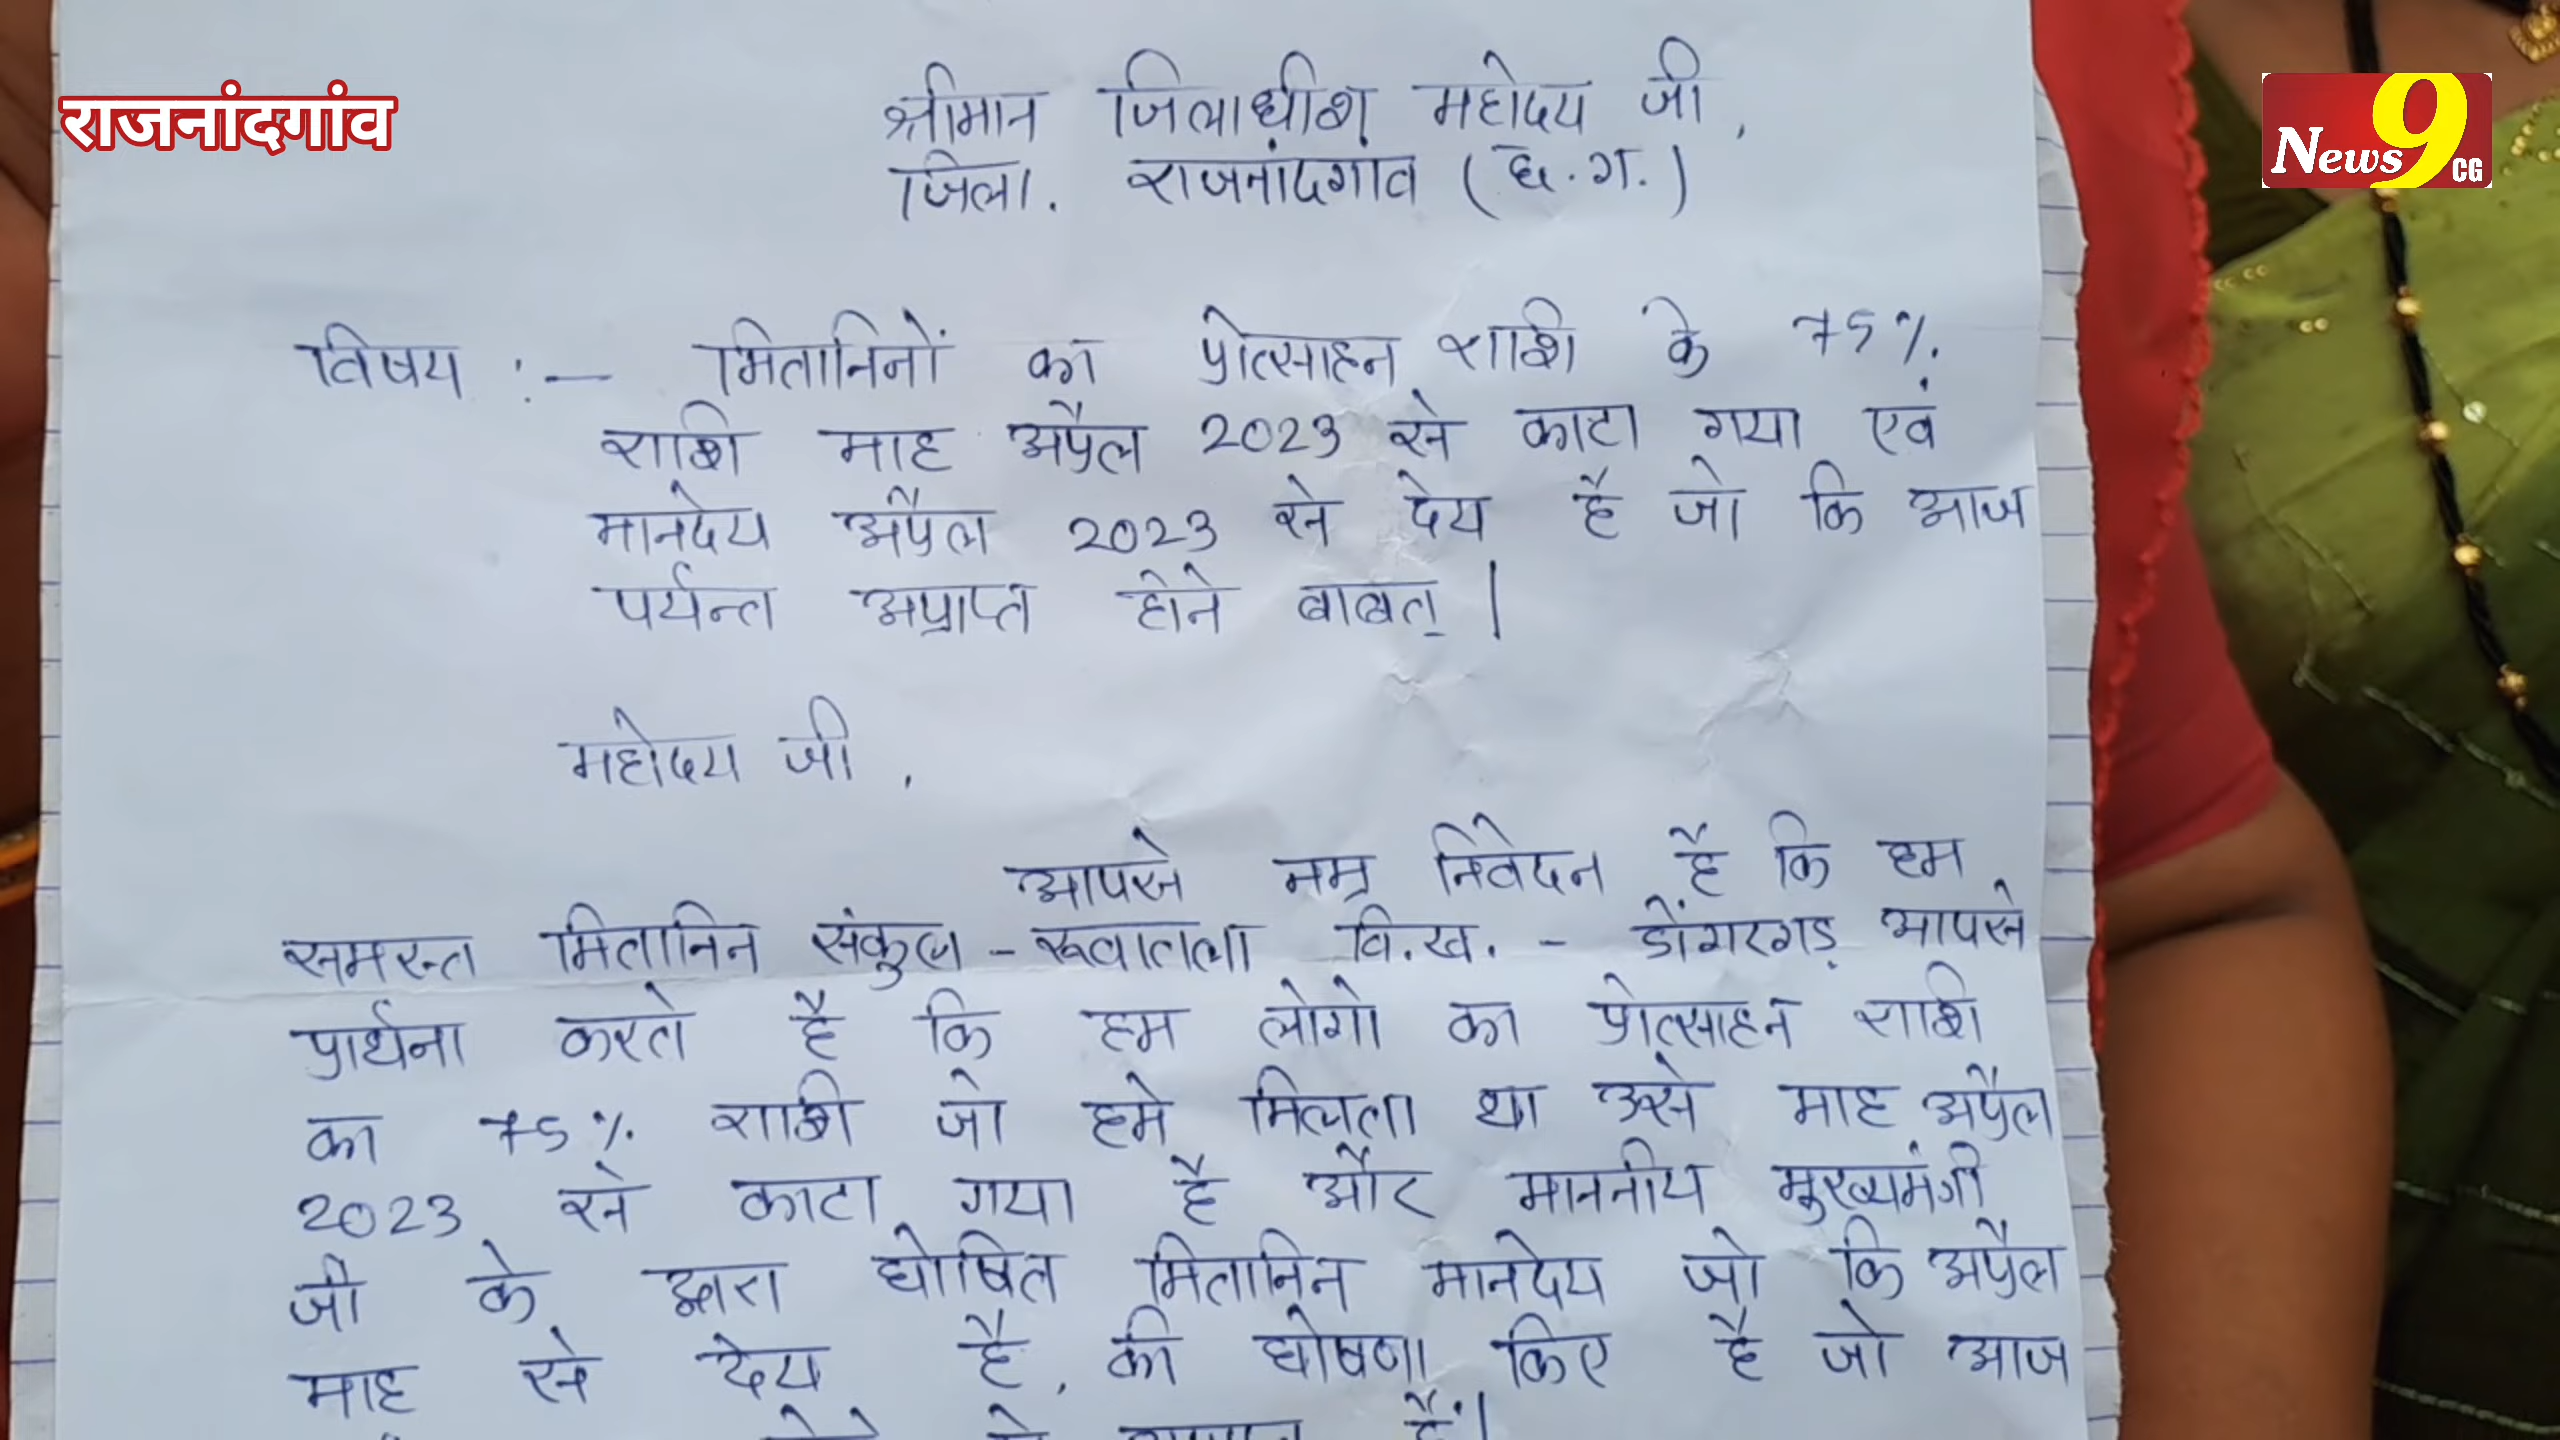 राजनांदगांव
News 9 CG
श्रीमान जिलाधीश महोदय जी,
जिला. राजनांदगांव (छ.ग.)
विषय :- मितानिनों का प्रोत्साहन राशि के 75%
राशि माह अप्रैल 2023 से काटा गया एवं
मानदेय अप्रैल 2023 से देय है जो कि आज
पर्यन्त अप्राप्त होने बाबत् |
महोदय जी,
आपसे नम्र निवेदन है कि हम
समस्त मितानिन संकुल - रूवातला वि.ख. - डोंगरगढ़ आपसे
प्रार्थना करते है कि हम लोगो का प्रोत्साहन राशि
का 75% राशि जो हमे मिलता था उसे माह अप्रैल
2023 से काटा गया है और माननीय मुख्यमंत्री
जी के द्वारा घोषित मितानिन मानदेय जो कि अप्रैल
माह से देय है, की घोषणा किए है जो आज